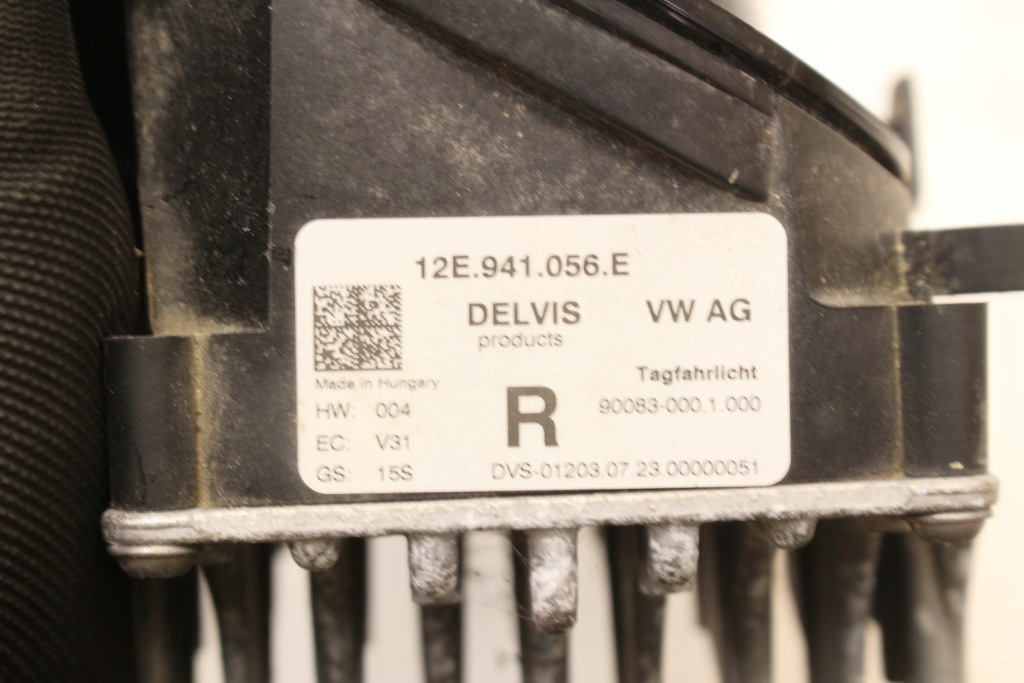 12E.941.056.E
DELVIS VW AG
products
Made in Hungary
Tagfahrlicht
HW: 004
R
90083-000.1.000
EC: V31
GS: 15S
DVS-01203.07.23.00000051